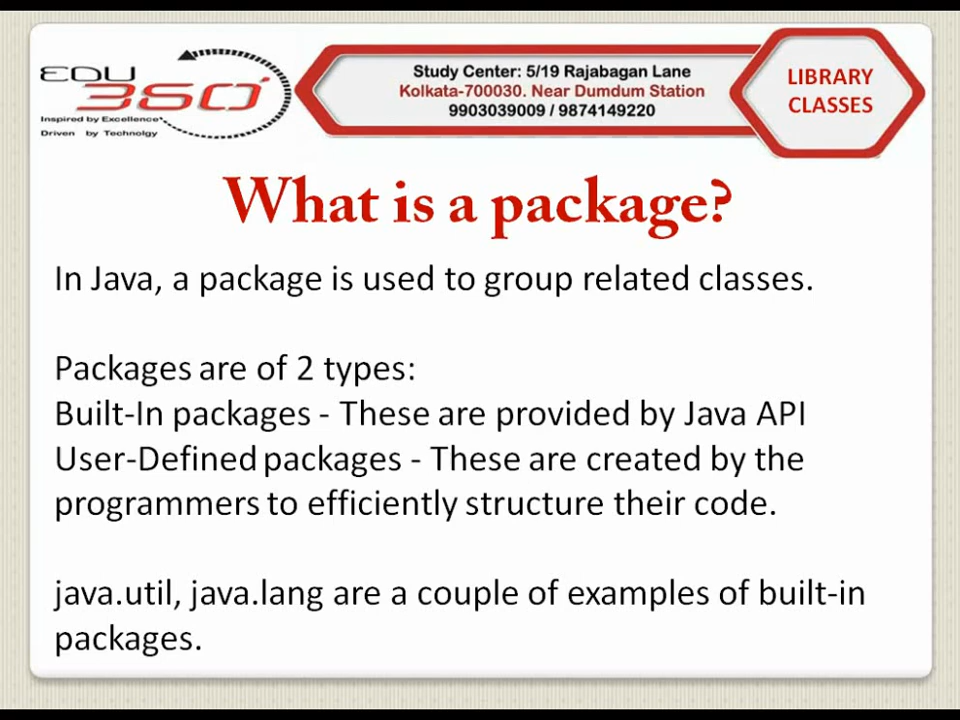 EDU
360
Inspired by Excellence
Driven by Technolgy
Study Center: 5/19 Rajabagan Lane
Kolkata-700030. Near Dumdum Station
9903039009 / 9874149220
LIBRARY
CLASSES
What is a package?
In Java, a package is used to group related classes.
Packages are of 2 types:
Built-In packages - These are provided by Java API
User-Defined packages - These are created by the
programmers to efficiently structure their code.
java.util, java.lang are a couple of examples of built-in
packages.